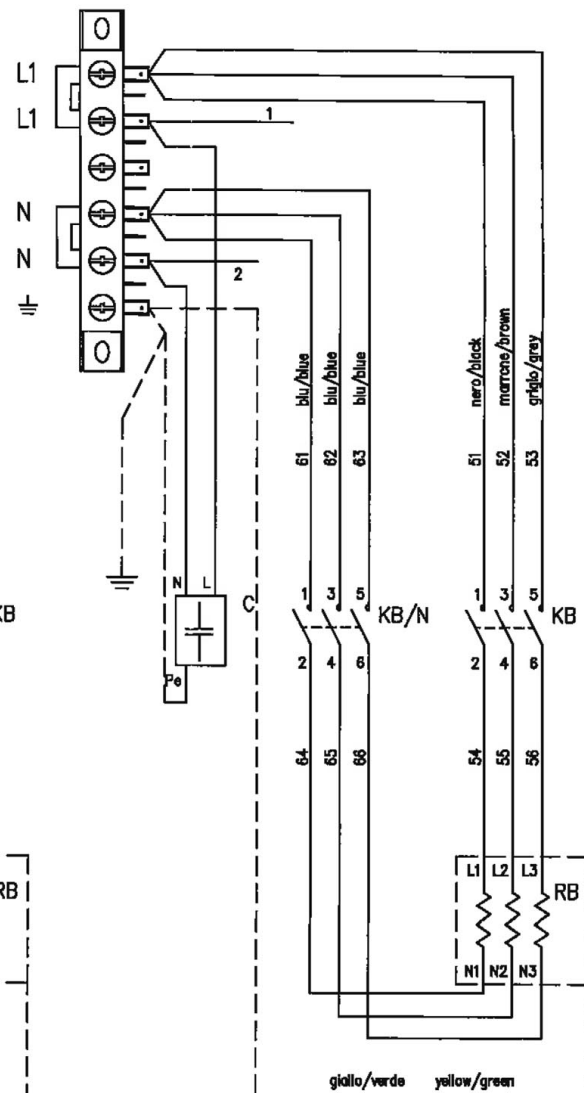 L1
L1
1
N
N
2
blu/blue
blu/blue
blu/blue
nero/black
marrone/brown
grigio/grey
61
62
63
51
52
53
N L
C
1 3 5
KB/N
1 3 5
KB
KB
2 4 6
2 4 6
Pe
64
65
66
54
55
56
RB
L1 L2 L3
RB
N1 N2 N3
giallo/verde yellow/green